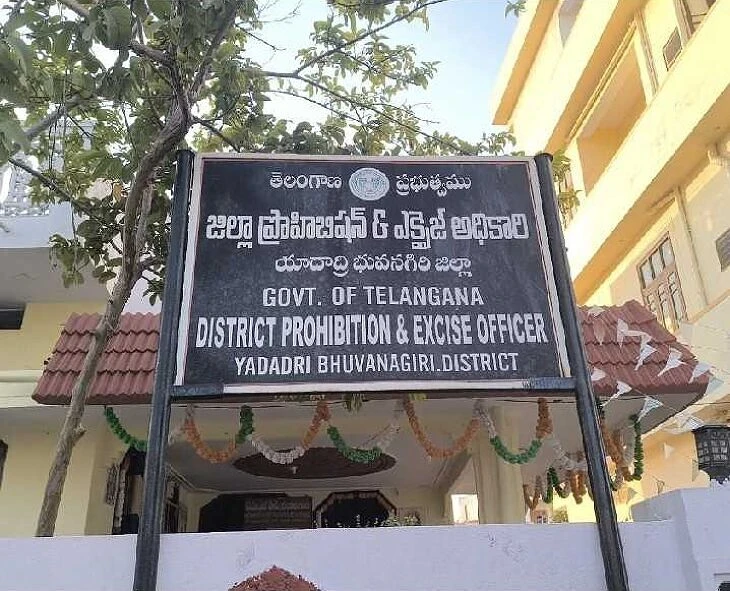 తెలంగాణ ప్రభుత్వము
జిల్లా ప్రొహిబిషన్ & ఎక్సైజ్ అధికారి
యాదాద్రి భువనగిరి జిల్లా
GOVT. OF TELANGANA
DISTRICT PROHIBITION & EXCISE OFFICER
YADADRI BHUVANAGIRI.DISTRICT